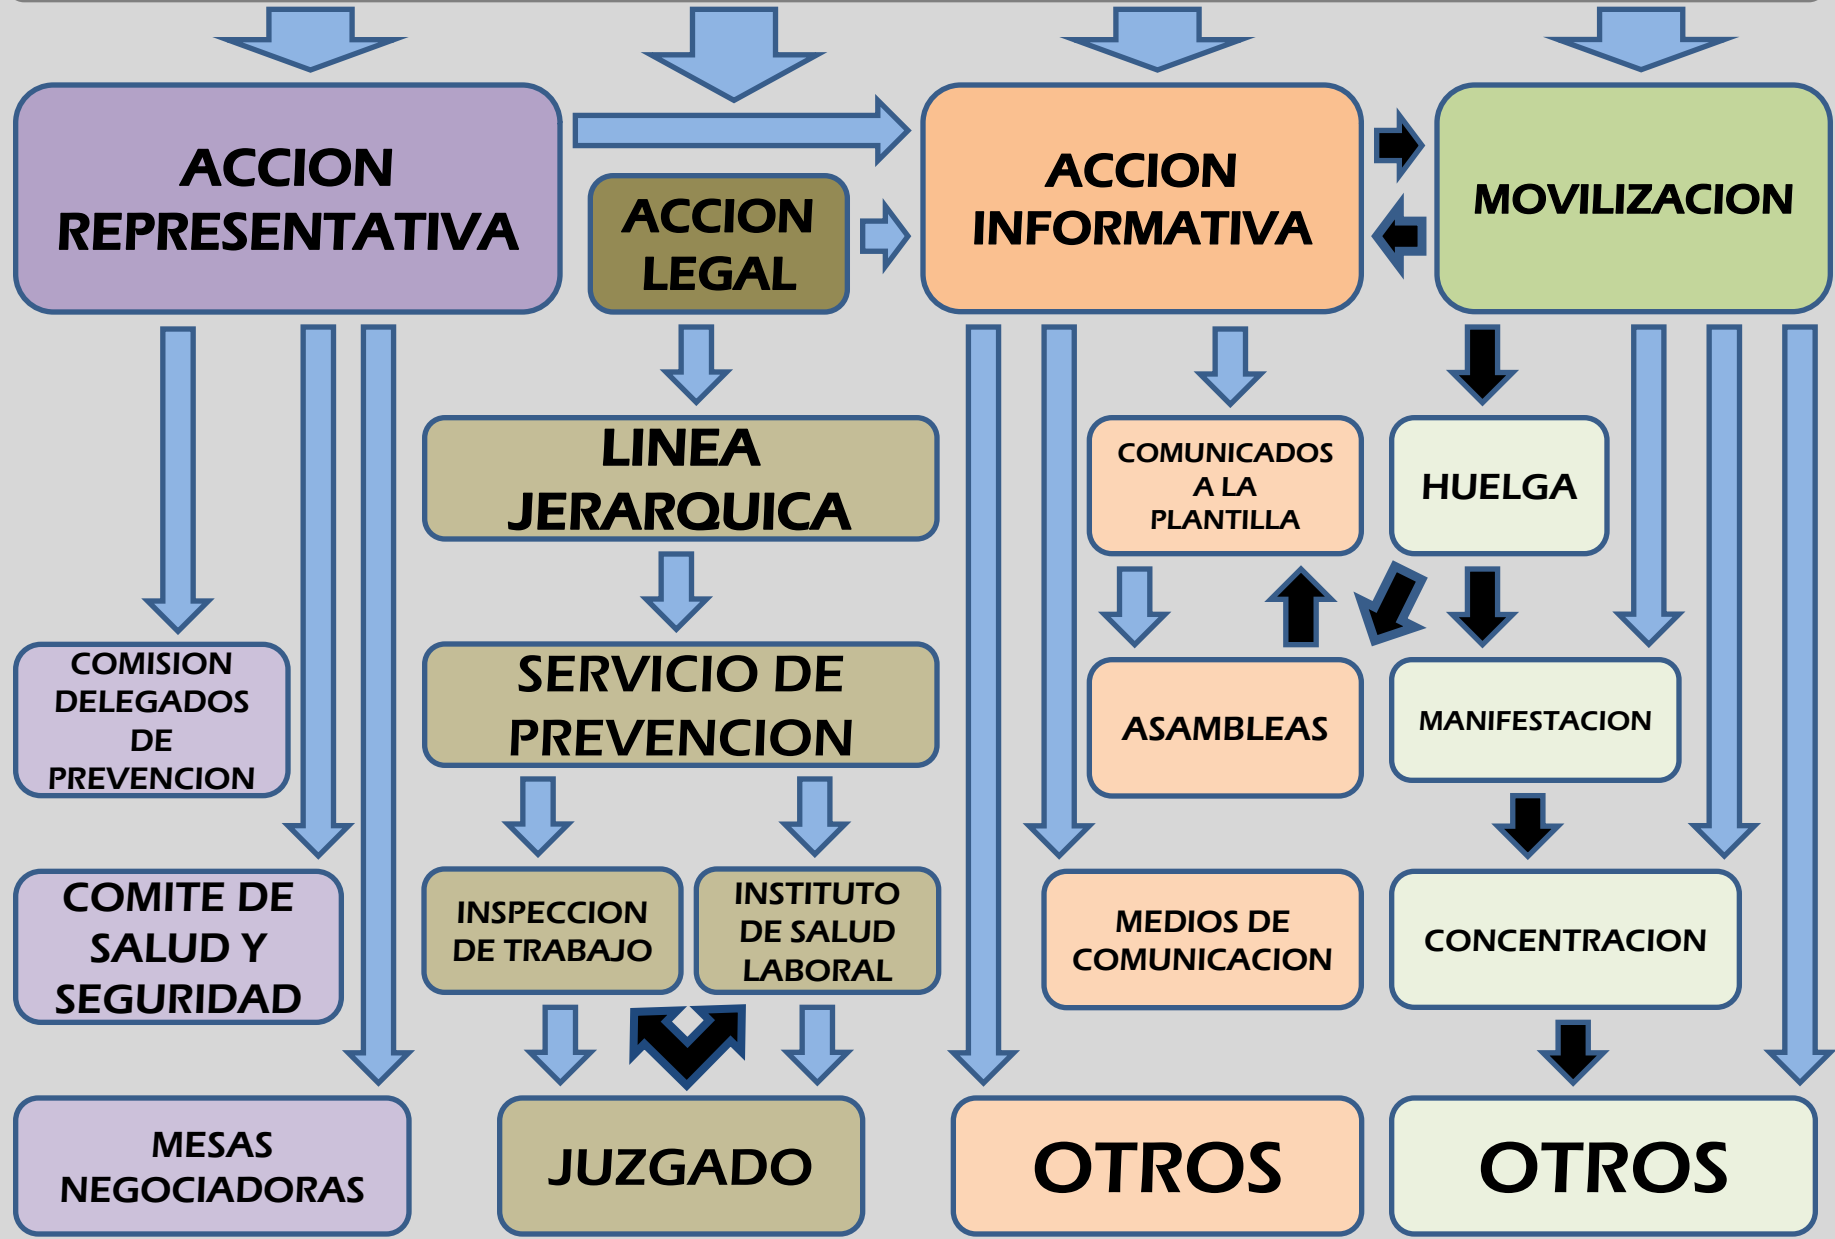 ACCION
REPRESENTATIVA
ACCION
LEGAL
ACCION
INFORMATIVA
MOVILIZACION
LINEA
JERARQUICA
COMUNICADOS
A LA
PLANTILLA
HUELGA
COMISION
DELEGADOS
DE
PREVENCION
SERVICIO DE
PREVENCION
ASAMBLEAS
MANIFESTACION
COMITE DE
SALUD Y
SEGURIDAD
INSPECCION
DE TRABAJO
INSTITUTO
DE SALUD
LABORAL
MEDIOS DE
COMUNICACION
CONCENTRACION
MESAS
NEGOCIADORAS
JUZGADO
OTROS
OTROS